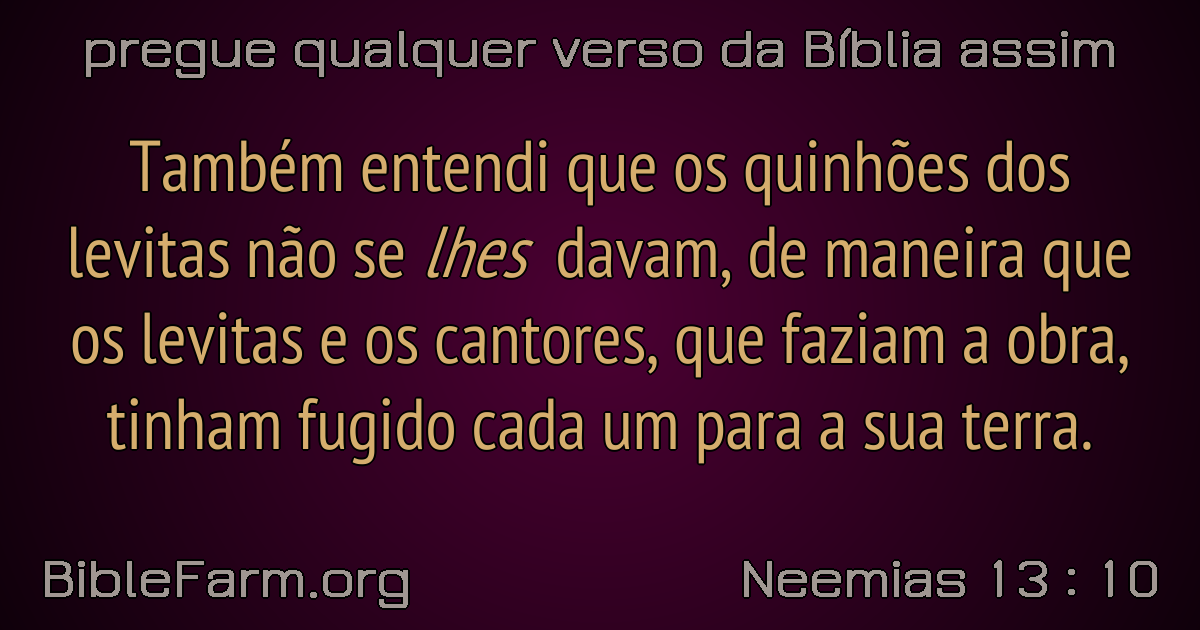 pregue qualquer verso da Bíblia assim
Também entendi que os quinhões dos
levitas não se lhes davam, de maneira que
os levitas e os cantores, que faziam a obra,
tinham fugido cada um para a sua terra.
BibleFarm.org
Neemias 13 : 10